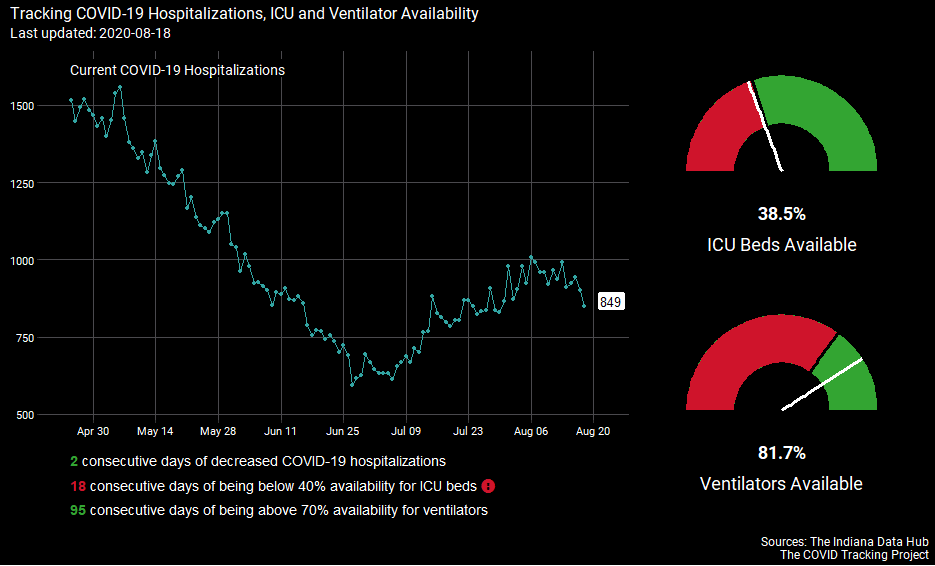 Tracking COVID-19 Hospitalizations, ICU and Ventilator Availability
Last updated: 2020-08-18
Current COVID-19 Hospitalizations
1500
1250
1000
750
500
849
Apr 30 May 14 May 28 Jun 11 Jun 25 Jul 09 Jul 23 Aug 06 Aug 20
2 consecutive days of decreased COVID-19 hospitalizations
18 consecutive days of being below 40% availability for ICU beds
95 consecutive days of being above 70% availability for ventilators
38.5%
ICU Beds Available
81.7%
Ventilators Available
Sources: The Indiana Data Hub
The COVID Tracking Project